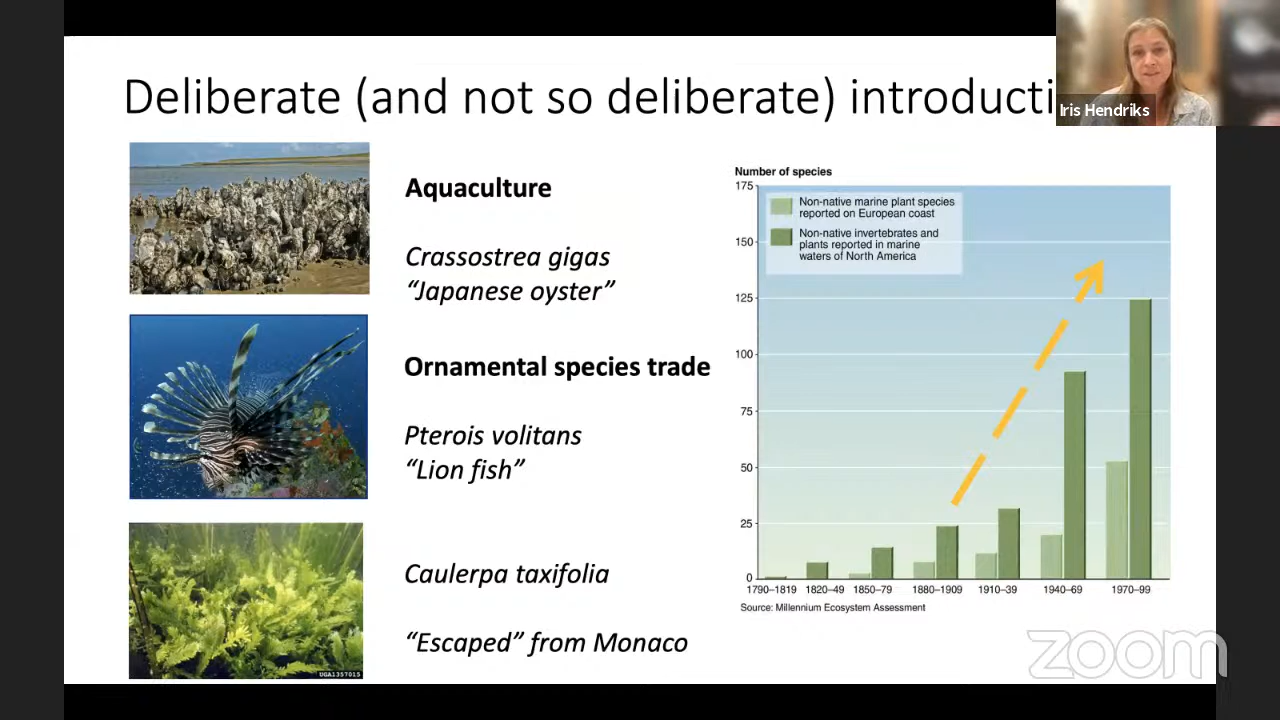 Deliberate (and not so deliberate) introducti
Iris Hendriks
Aquaculture
Crassostrea gigas
“Japanese oyster”
Ornamental species trade
Pterois volitans
“Lion fish”
Caulerpa taxifolia
“Escaped” from Monaco
UGA1357015
Number of species
175
150
125
100
75
50
25
0
Non-native marine plant species
reported on European coast
Non-native invertebrates and
plants reported in marine
waters of North America
1790–1819 1820–49 1850–79 1880–1909 1910–39 1940–69 1970–99
Source: Millennium Ecosystem Assessment
zoom